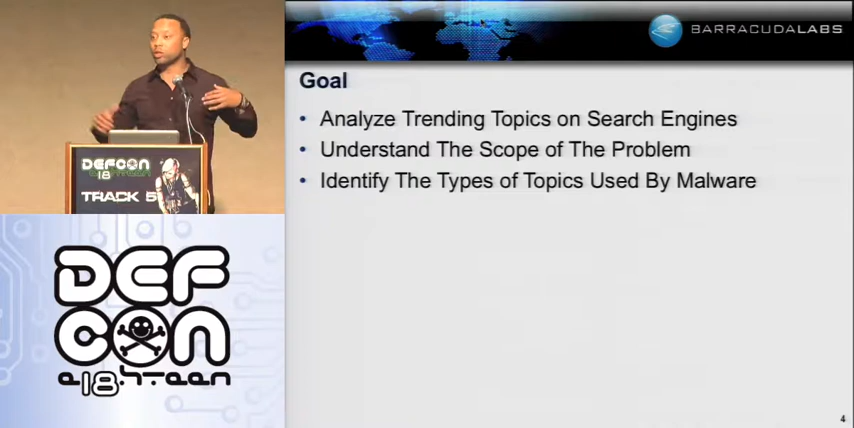 DEFCON
18
TRACK 5
DEF
CON
e18hteen
BARRACUDALABS
Goal
• Analyze Trending Topics on Search Engines
• Understand The Scope of The Problem
• Identify The Types of Topics Used By Malware
4